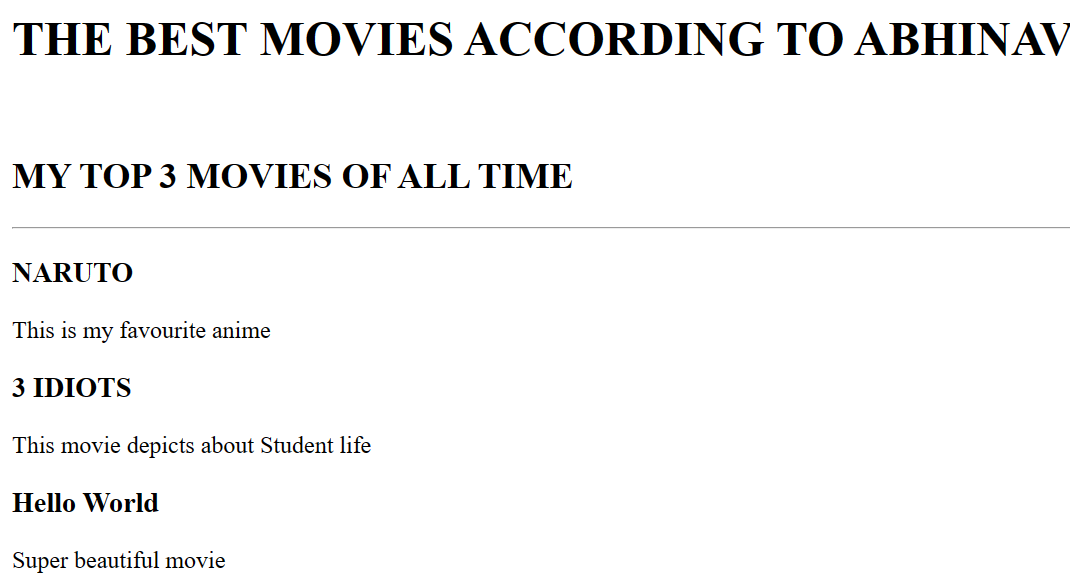 THE BEST MOVIES ACCORDING TO ABHINAV
MY TOP 3 MOVIES OF ALL TIME
NARUTO
This is my favourite anime
3 IDIOTS
This movie depicts about Student life
Hello World
Super beautiful movie